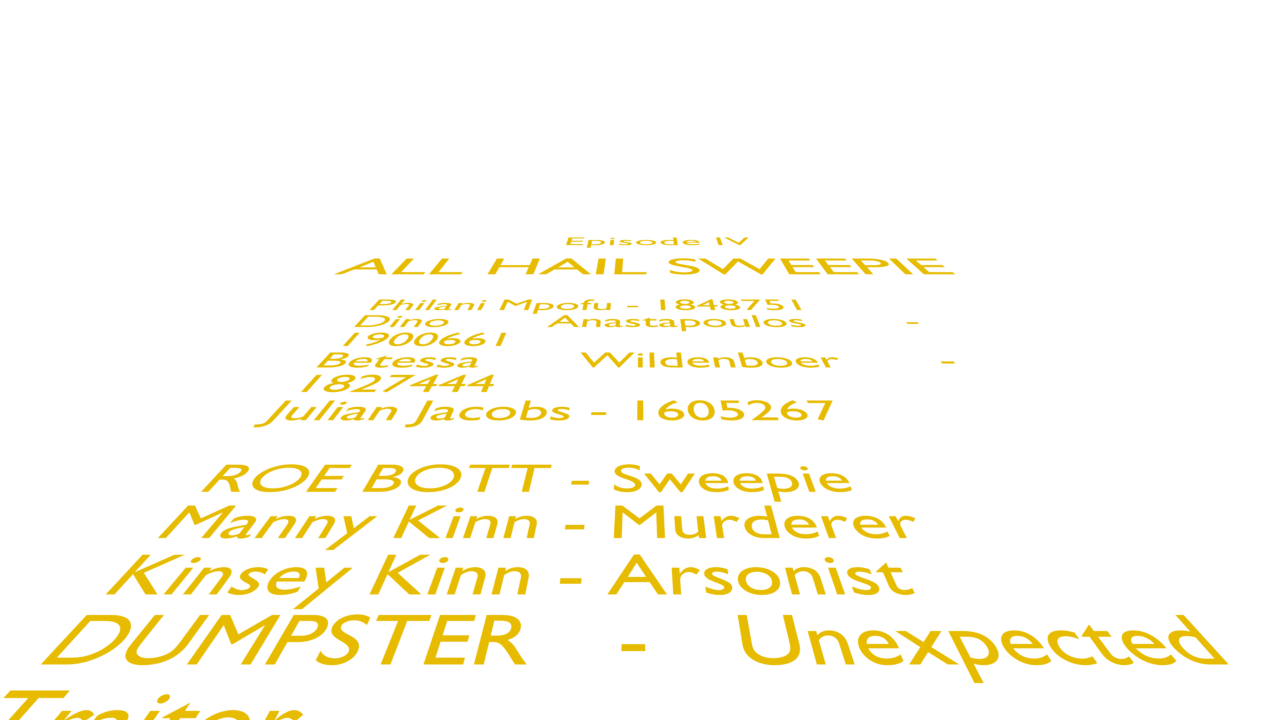 Episode IV
ALL HAIL SWEEPIE
Philani Mpofu - 1848751
Dino Anastapoulos -
1900661
Betessa Wildenboer -
1827444
Julian Jacobs - 1605267
ROE BOTT - Sweepie
Manny Kinn - Murderer
Kinsey Kinn - Arsonist
DUMPSTER - Unexpected
Traitor